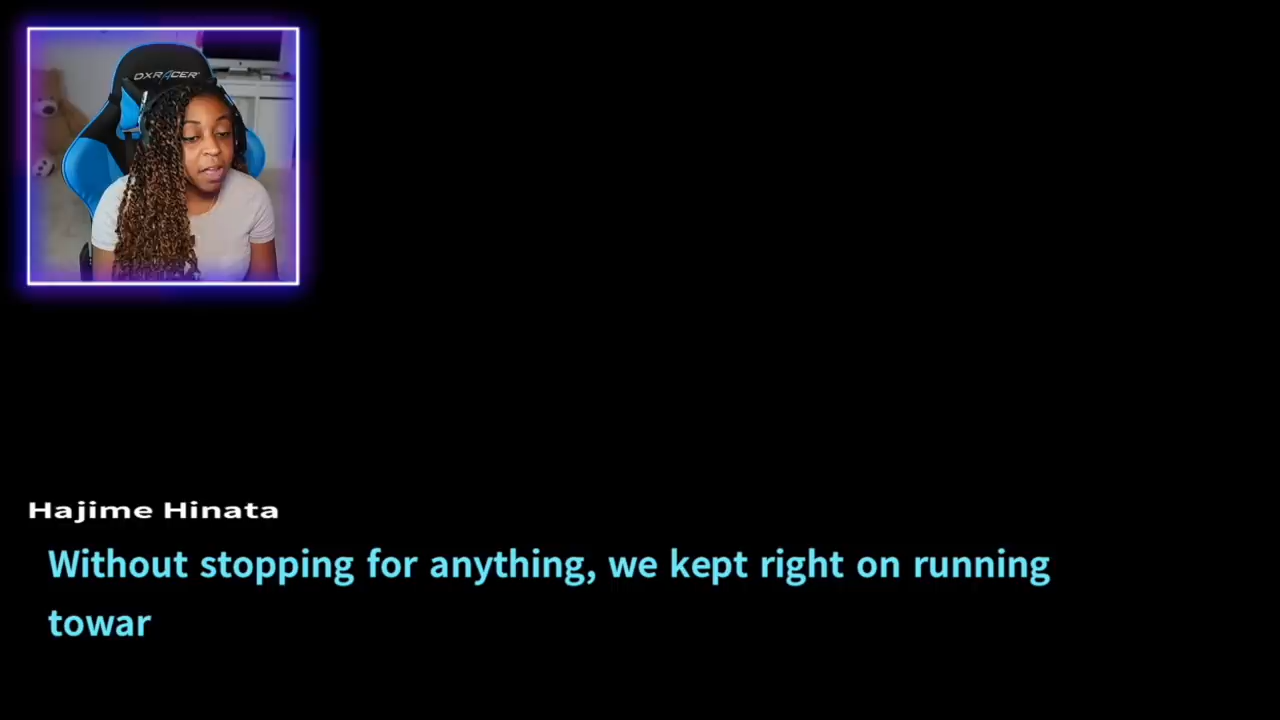 DXRACER
Hajime Hinata
Without stopping for anything, we kept right on running
towar